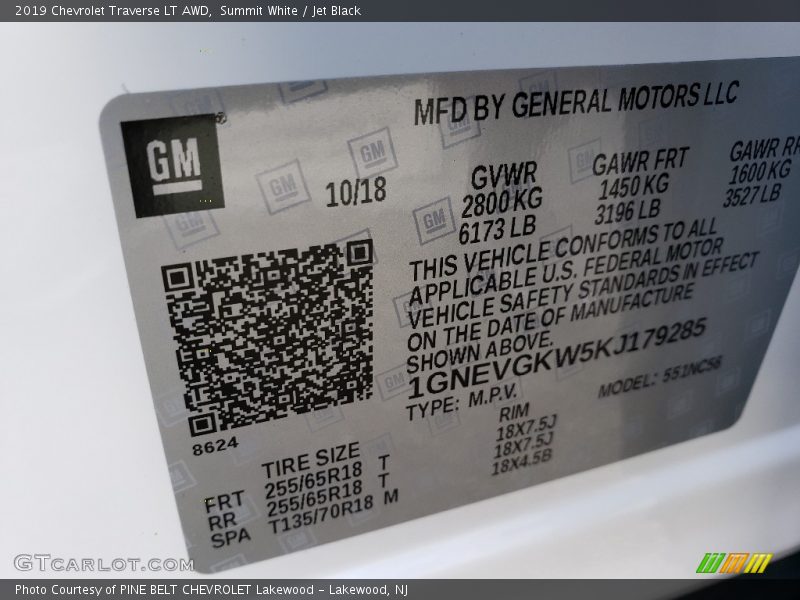 2019 Chevrolet Traverse LT AWD,  Summit White / Jet Black
MFD BY GENERAL MOTORS LLC
GM
10/18
GVWR
2800 KG
6173 LB
GAWR FRT
1450 KG
3196 LB
GAWR RR
1600 KG
3527 LB
THIS VEHICLE CONFORMS TO ALL
APPLICABLE U.S. FEDERAL MOTOR
VEHICLE SAFETY STANDARDS IN EFFECT
ON THE DATE OF MANUFACTURE
SHOWN ABOVE.
1GNEVGKW5KJ179285
TYPE: M.P.V.
MODEL: 551NC56
8624
TIRE SIZE
RIM
FRT 255/65R18 T 18X7.5J
RR 255/65R18 T 18X7.5J
SPA T135/70R18 M 18X4.5B
GTcarlot.com
Photo Courtesy of PINE BELT CHEVROLET Lakewood - Lakewood, NJ